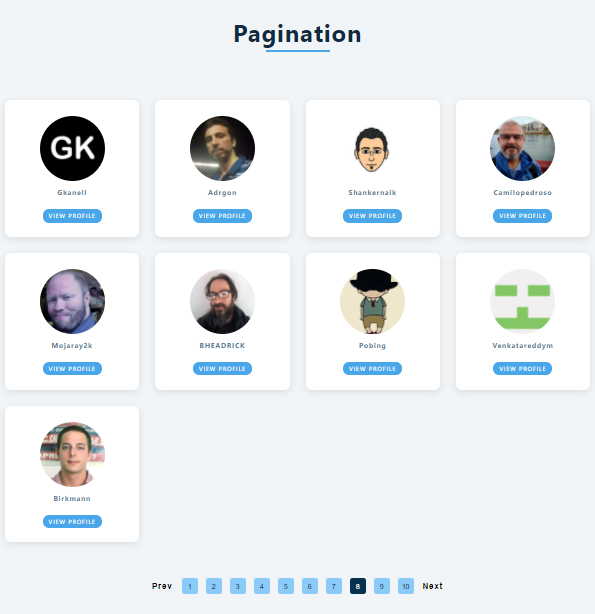 Pagination
GK
Gkanell
VIEW PROFILE
Adrgon
VIEW PROFILE
Shankernaik
VIEW PROFILE
Camilopedroso
VIEW PROFILE
Mojaray2k
VIEW PROFILE
BHEADRICK
VIEW PROFILE
Pobing
VIEW PROFILE
Venkatareddym
VIEW PROFILE
Birkmann
VIEW PROFILE
Prev 1 2 3 4 5 6 7 8 9 10 Next